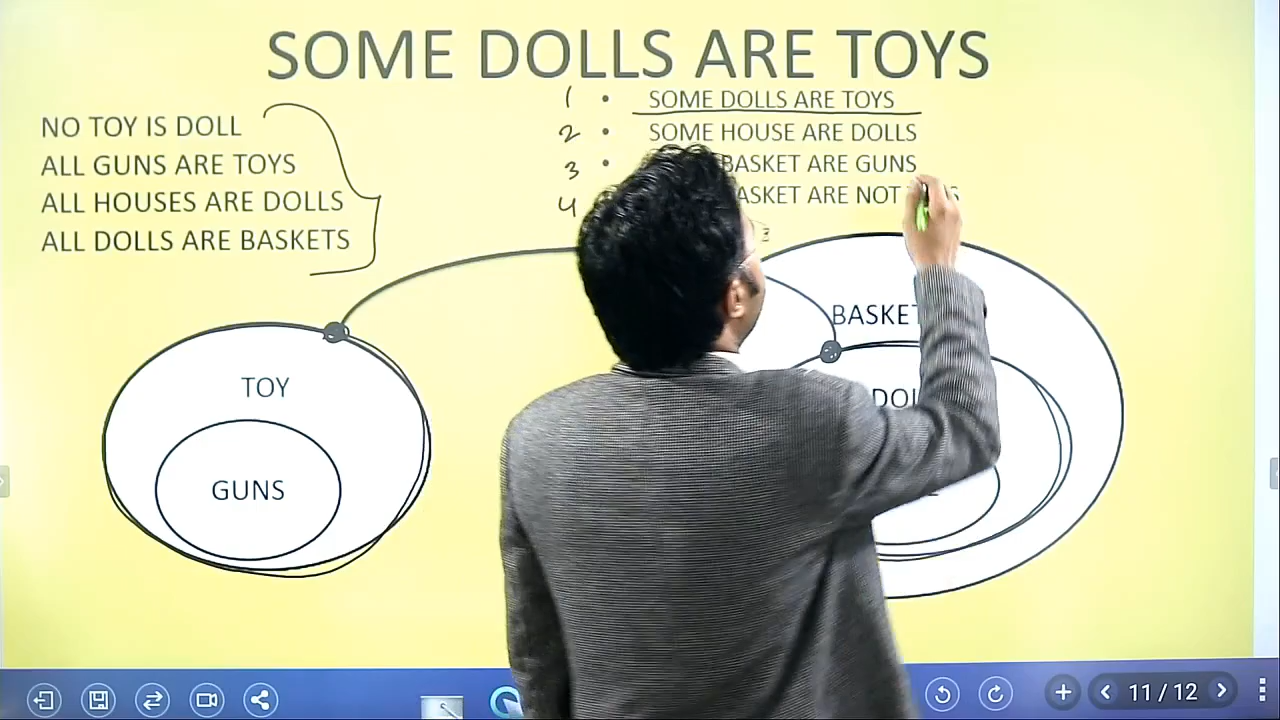 SOME DOLLS ARE TOYS
NO TOY IS DOLL
ALL GUNS ARE TOYS
ALL HOUSES ARE DOLLS
ALL DOLLS ARE BASKETS
1 • SOME DOLLS ARE TOYS
2 • SOME HOUSE ARE DOLLS
3 • BASKET ARE GUNS
4 ARE NOT
TOY
GUNS
11 / 12